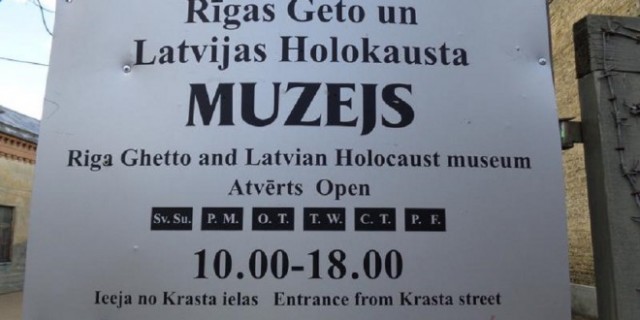 Rīgas Geto un
Latvijas Holokausta
MUZEJS
Riga Ghetto and Latvian Holocaust museum
Atvērts Open
Sv. Su. P. M. O. T. T. W. C. T. P. F.
10.00-18.00
Ieeja no Krasta ielas Entrance from Krasta street